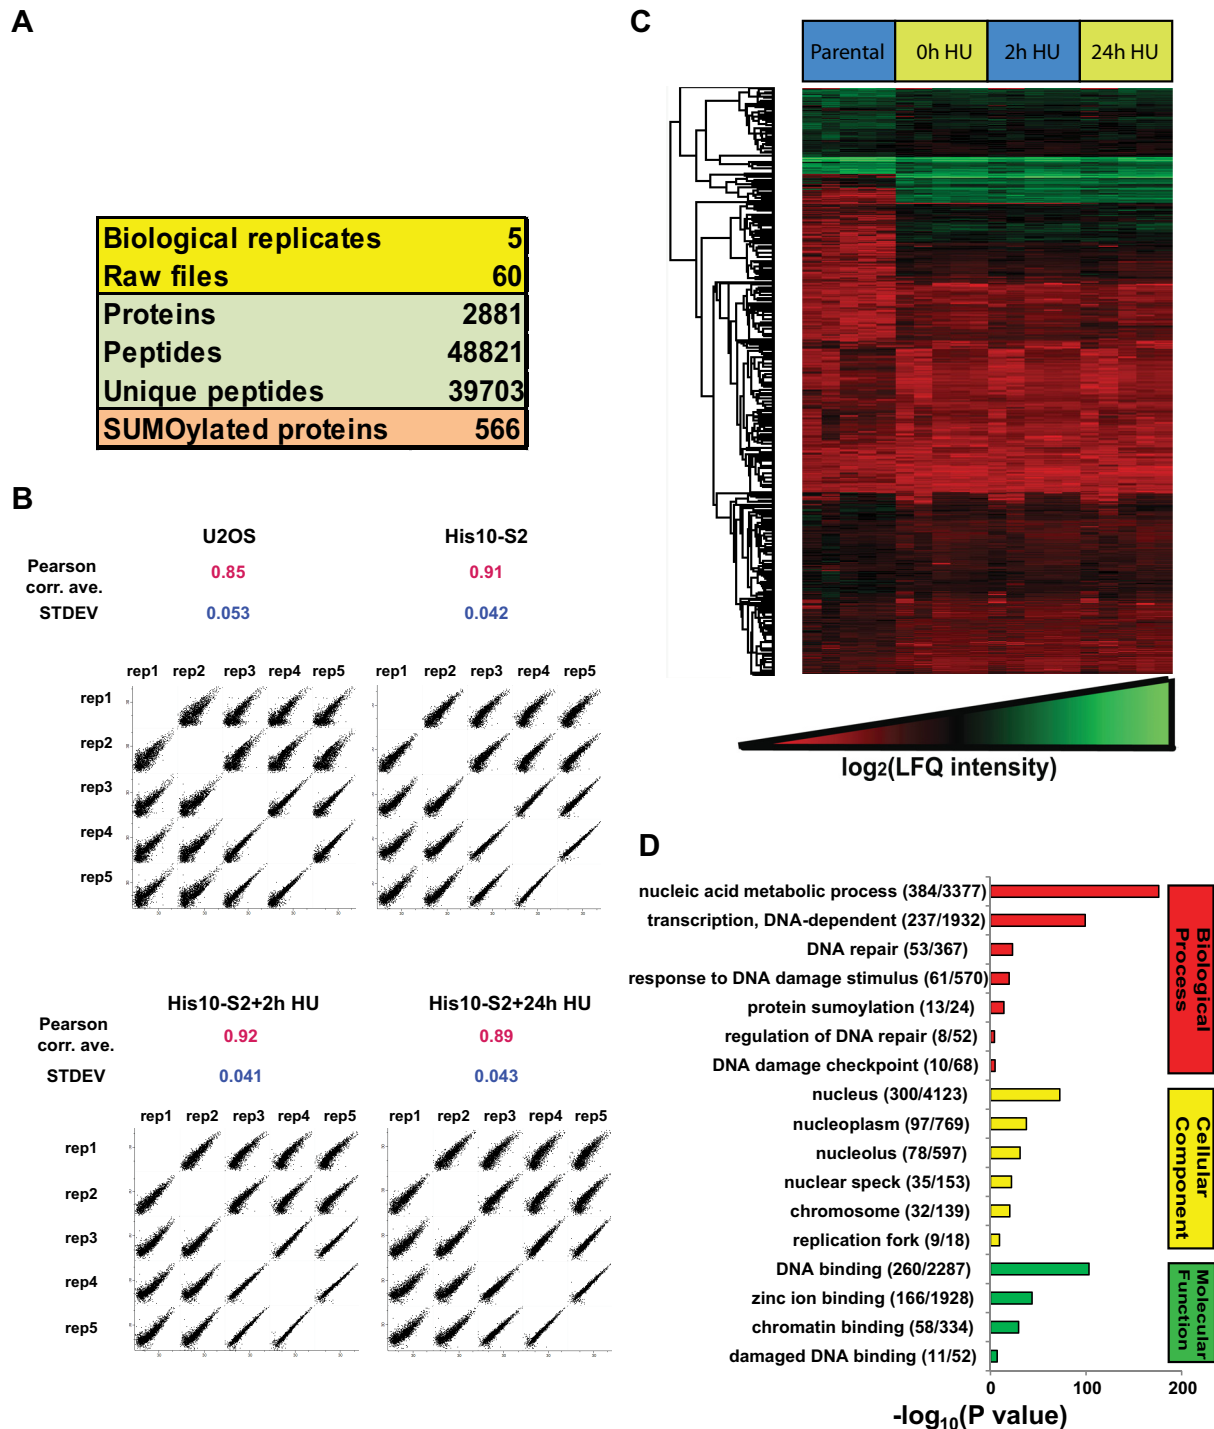 A
Biological replicates 5
Raw files 60
Proteins 2881
Peptides 48821
Unique peptides 39703
SUMOylated proteins 566
B
U2OS His10-S2
Pearson corr. ave. 0.85 0.91
STDEV 0.053 0.042
rep1 rep2 rep3 rep4 rep5 rep1 rep2 rep3 rep4 rep5
rep1
rep2
rep3
rep4
rep5
His10-S2+2h HU His10-S2+24h HU
Pearson corr. ave. 0.92 0.89
STDEV 0.041 0.043
rep1 rep2 rep3 rep4 rep5 rep1 rep2 rep3 rep4 rep5
rep1
rep2
rep3
rep4
rep5
C
Parental 0h HU 2h HU 24h HU
log2(LFQ intensity)
D
nucleic acid metabolic process (384/3377)
transcription, DNA-dependent (237/1932)
DNA repair (53/367)
response to DNA damage stimulus (61/570)
protein sumoylation (13/24)
regulation of DNA repair (8/52)
DNA damage checkpoint (10/68)
nucleus (300/4123)
nucleoplasm (97/769)
nucleolus (78/597)
nuclear speck (35/153)
chromosome (32/139)
replication fork (9/18)
DNA binding (260/2287)
zinc ion binding (166/1928)
chromatin binding (58/334)
damaged DNA binding (11/52)
Biological Process
Cellular Component
Molecular Function
0 100 200
-log10(P value)